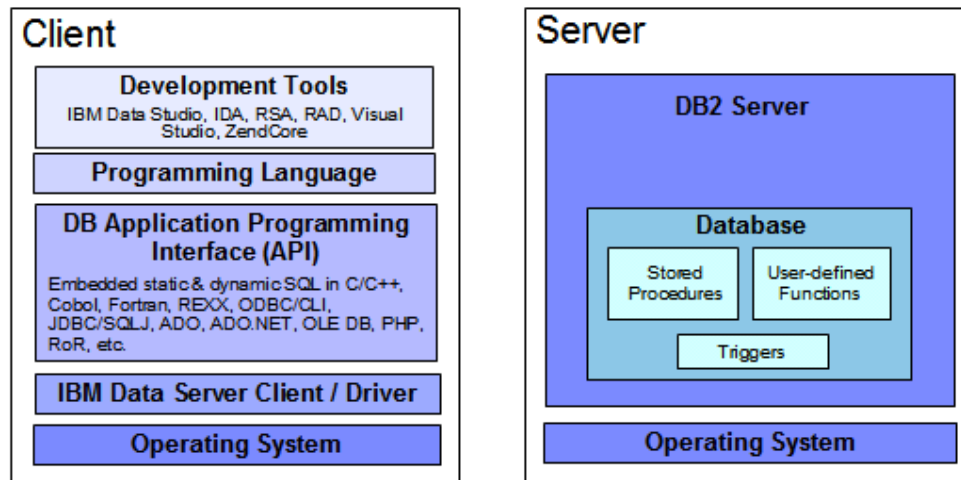 Client
Development Tools
IBM Data Studio, IDA, RSA, RAD, Visual
Studio, ZendCore
Programming Language
DB Application Programming
Interface (API)
Embedded static & dynamic SQL in C/C++,
Cobol, Fortran, REXX, ODBC/CLI,
JDBC/SQLJ, ADO, ADO.NET, OLE DB, PHP,
RoR, etc.
IBM Data Server Client / Driver
Operating System
Server
DB2 Server
Database
Stored
Procedures
User-defined
Functions
Triggers
Operating System